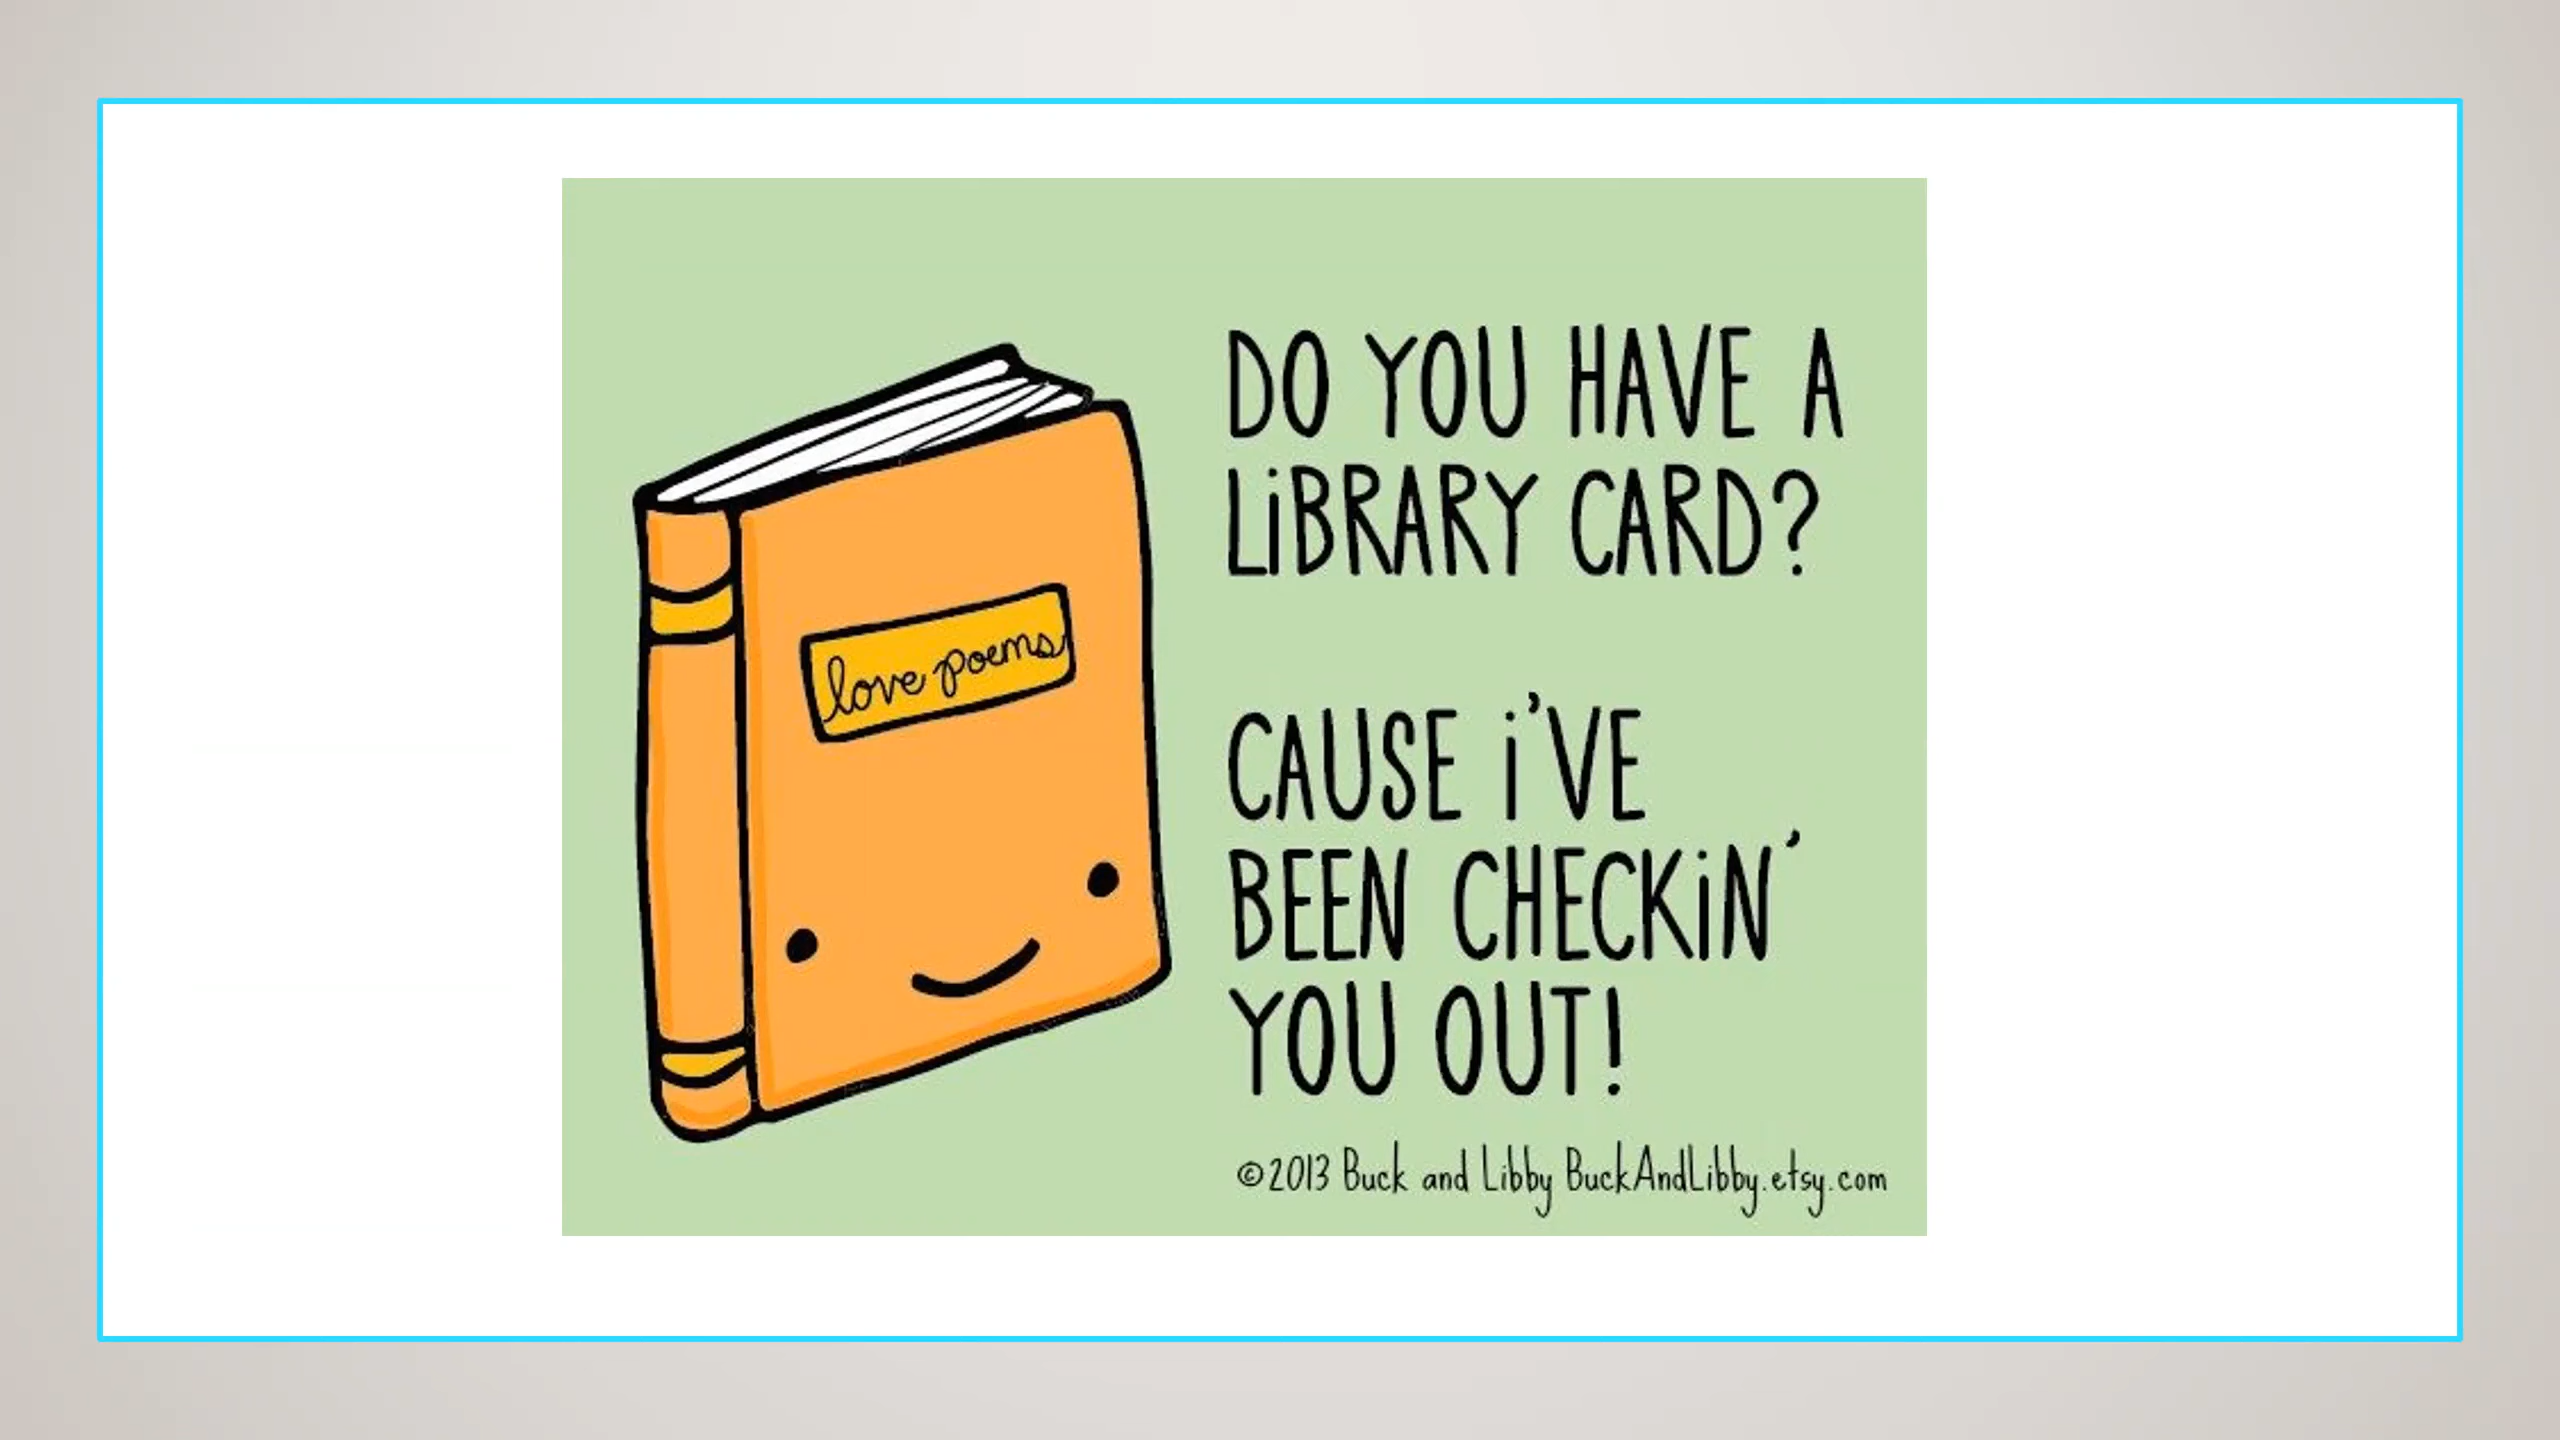 love poems
DO YOU HAVE A
LiBRARY CARD?
CAUSE i'VE
BEEN CHECKiN'
YOU OUT!
©2013 Buck and Libby BuckAndLibby.etsy.com